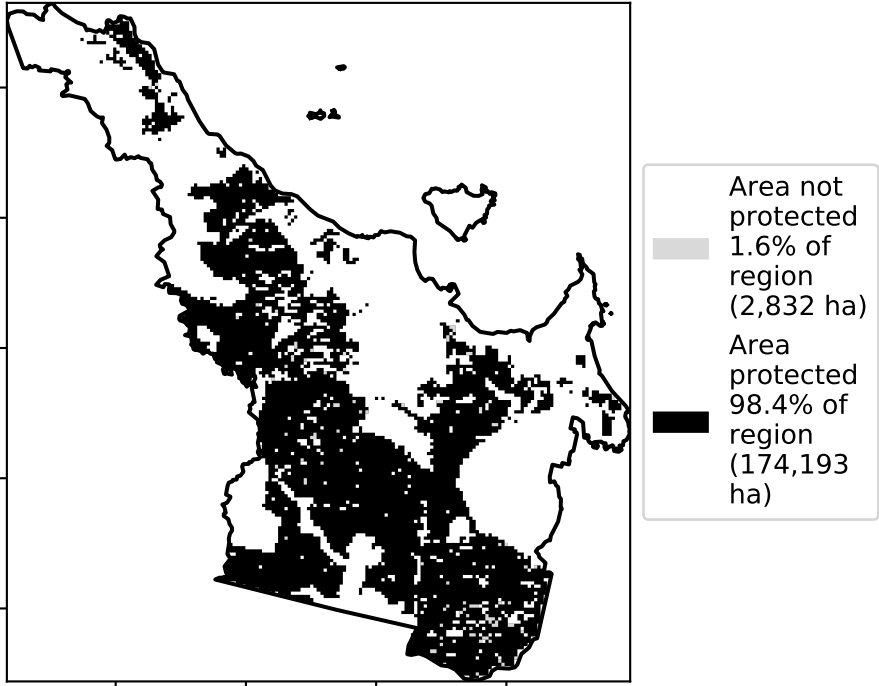 Area not
protected
1.6% of
region
(2,832 ha)
Area
protected
98.4% of
region
(174,193
ha)